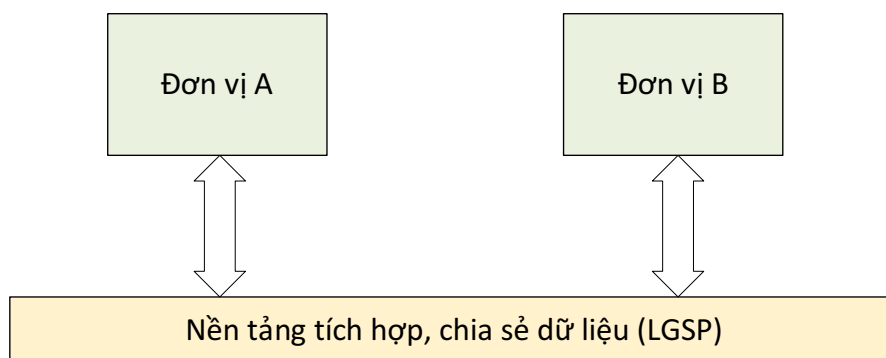 Đơn vị A
Đơn vị B
Nền tảng tích hợp, chia sẻ dữ liệu (LGSP)